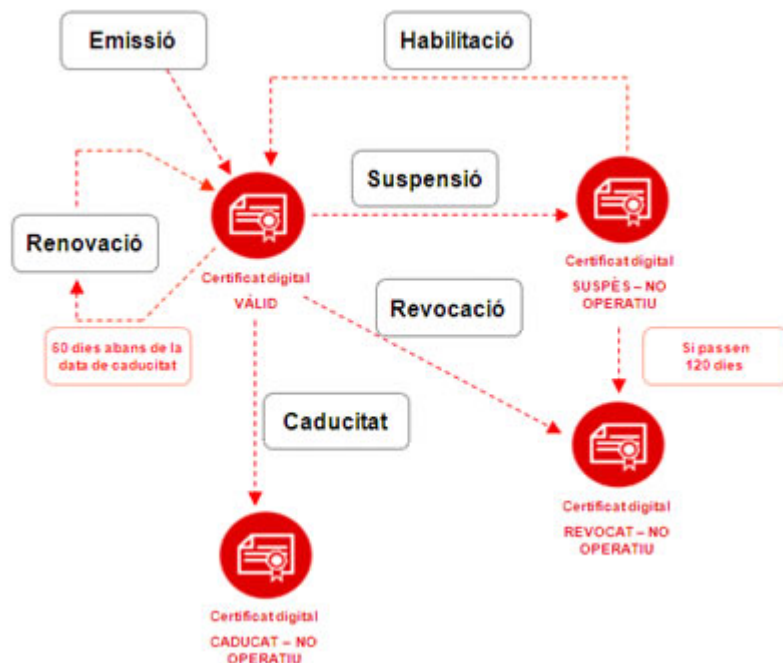 Emissió
Habilitació
Suspensió
Renovació
Certificat digital
VÀLID
Certificat digital
SUSPÈS – NO
OPERATIU
Revocació
60 dies abans de la
data de caducitat
Si passen
120 dies
Caducitat
Certificat digital
REVOCAT – NO
OPERATIU
Certificat digital
CADUCAT – NO
OPERATIU